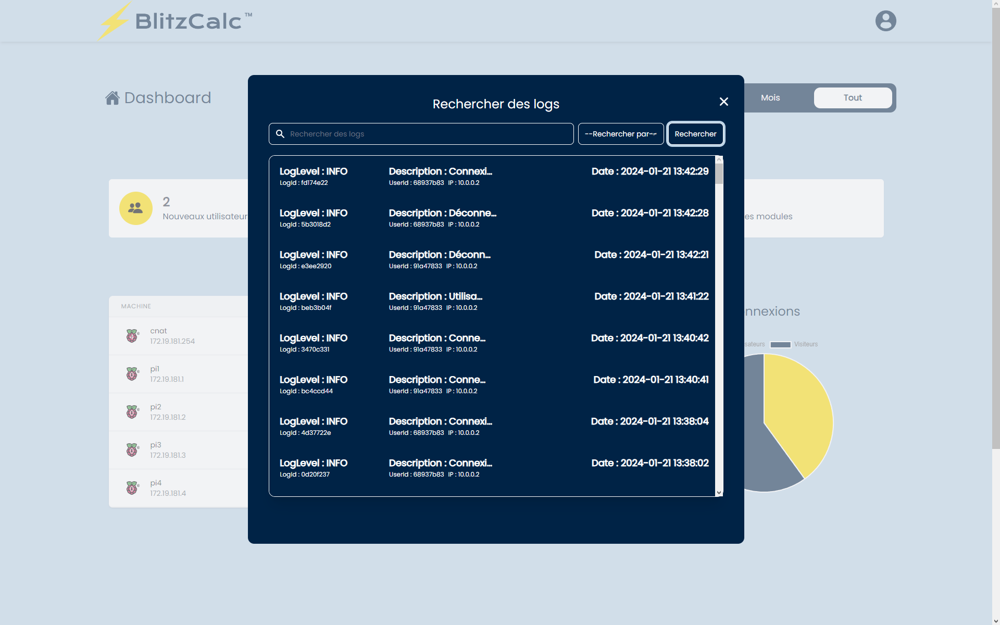 BlitzCalc™
Dashboard
Mois
Tout
Rechercher des logs
Rechercher des logs
--Rechercher par--
Rechercher
LogLevel : INFO
LogId : fd174e22
Description : Connexi...
UserId : 68937b83 IP : 10.0.0.2
Date : 2024-01-21 13:42:29
LogLevel : INFO
LogId : 5b3018d2
Description : Déconne...
UserId : 68937b83 IP : 10.0.0.2
Date : 2024-01-21 13:42:28
LogLevel : INFO
LogId : e3ee2920
Description : Déconn...
UserId : 91a47833 IP : 10.0.0.2
Date : 2024-01-21 13:42:21
LogLevel : INFO
LogId : beb3b04f
Description : Utilisa...
UserId : 91a47833 IP : 10.0.0.2
Date : 2024-01-21 13:41:22
LogLevel : INFO
LogId : 3470c331
Description : Conne...
UserId : 91a47833 IP : 10.0.0.2
Date : 2024-01-21 13:40:42
LogLevel : INFO
LogId : bc4ccd44
Description : Conne...
UserId : 91a47833 IP : 10.0.0.2
Date : 2024-01-21 13:40:41
LogLevel : INFO
LogId : 4d37722e
Description : Connexi...
UserId : 68937b83 IP : 10.0.0.2
Date : 2024-01-21 13:38:04
LogLevel : INFO
LogId : 0d20f237
Description : Connexi...
UserId : 68937b83 IP : 10.0.0.2
Date : 2024-01-21 13:38:02
2
Nouveaux utilisateur
es modules
MACHINE
cnat
172.19.181.254
pi1
172.19.181.1
pi2
172.19.181.2
pi3
172.19.181.3
pi4
172.19.181.4
nnexions
sateurs
Visiteurs